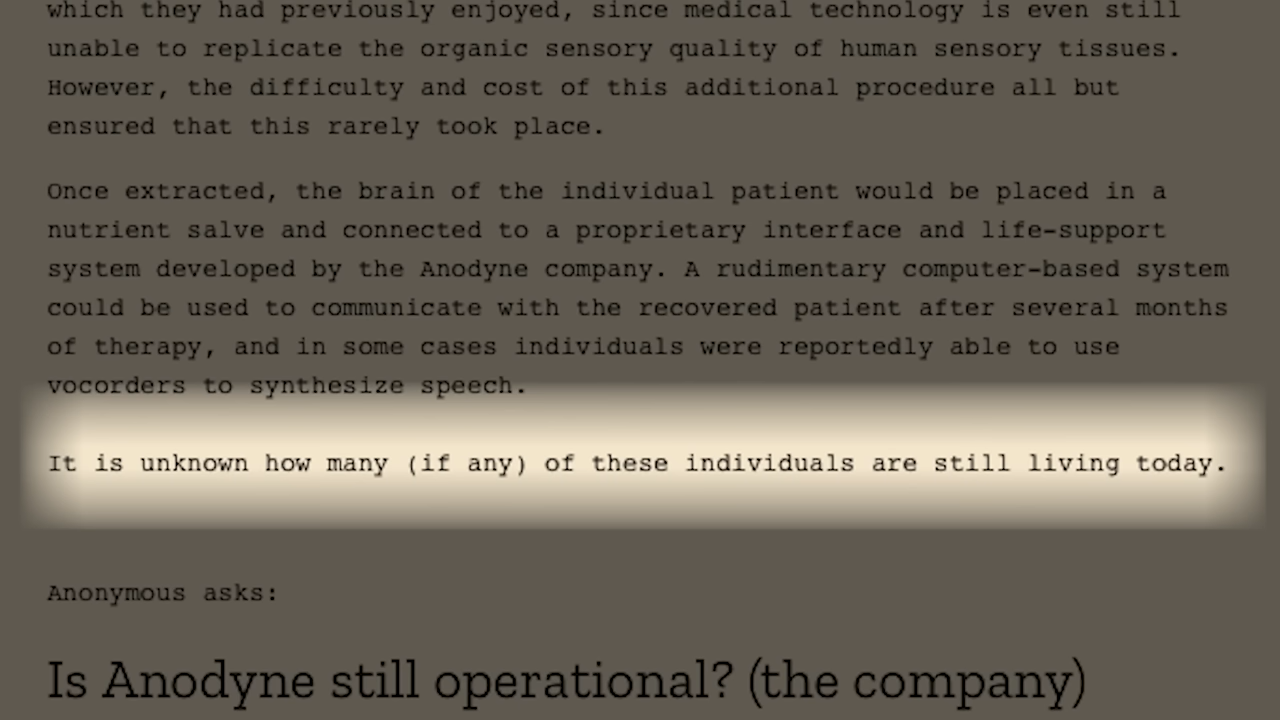 which they had previously enjoyed, since medical technology is even still
unable to replicate the organic sensory quality of human sensory tissues.
However, the difficulty and cost of this additional procedure all but
ensured that this rarely took place.
Once extracted, the brain of the individual patient would be placed in a
nutrient salve and connected to a proprietary interface and life-support
system developed by the Anodyne company. A rudimentary computer-based system
could be used to communicate with the recovered patient after several months
of therapy, and in some cases individuals were reportedly able to use
vocorders to synthesize speech.
It is unknown how many (if any) of these individuals are still living today.
Anonymous asks:
Is Anodyne still operational? (the company)